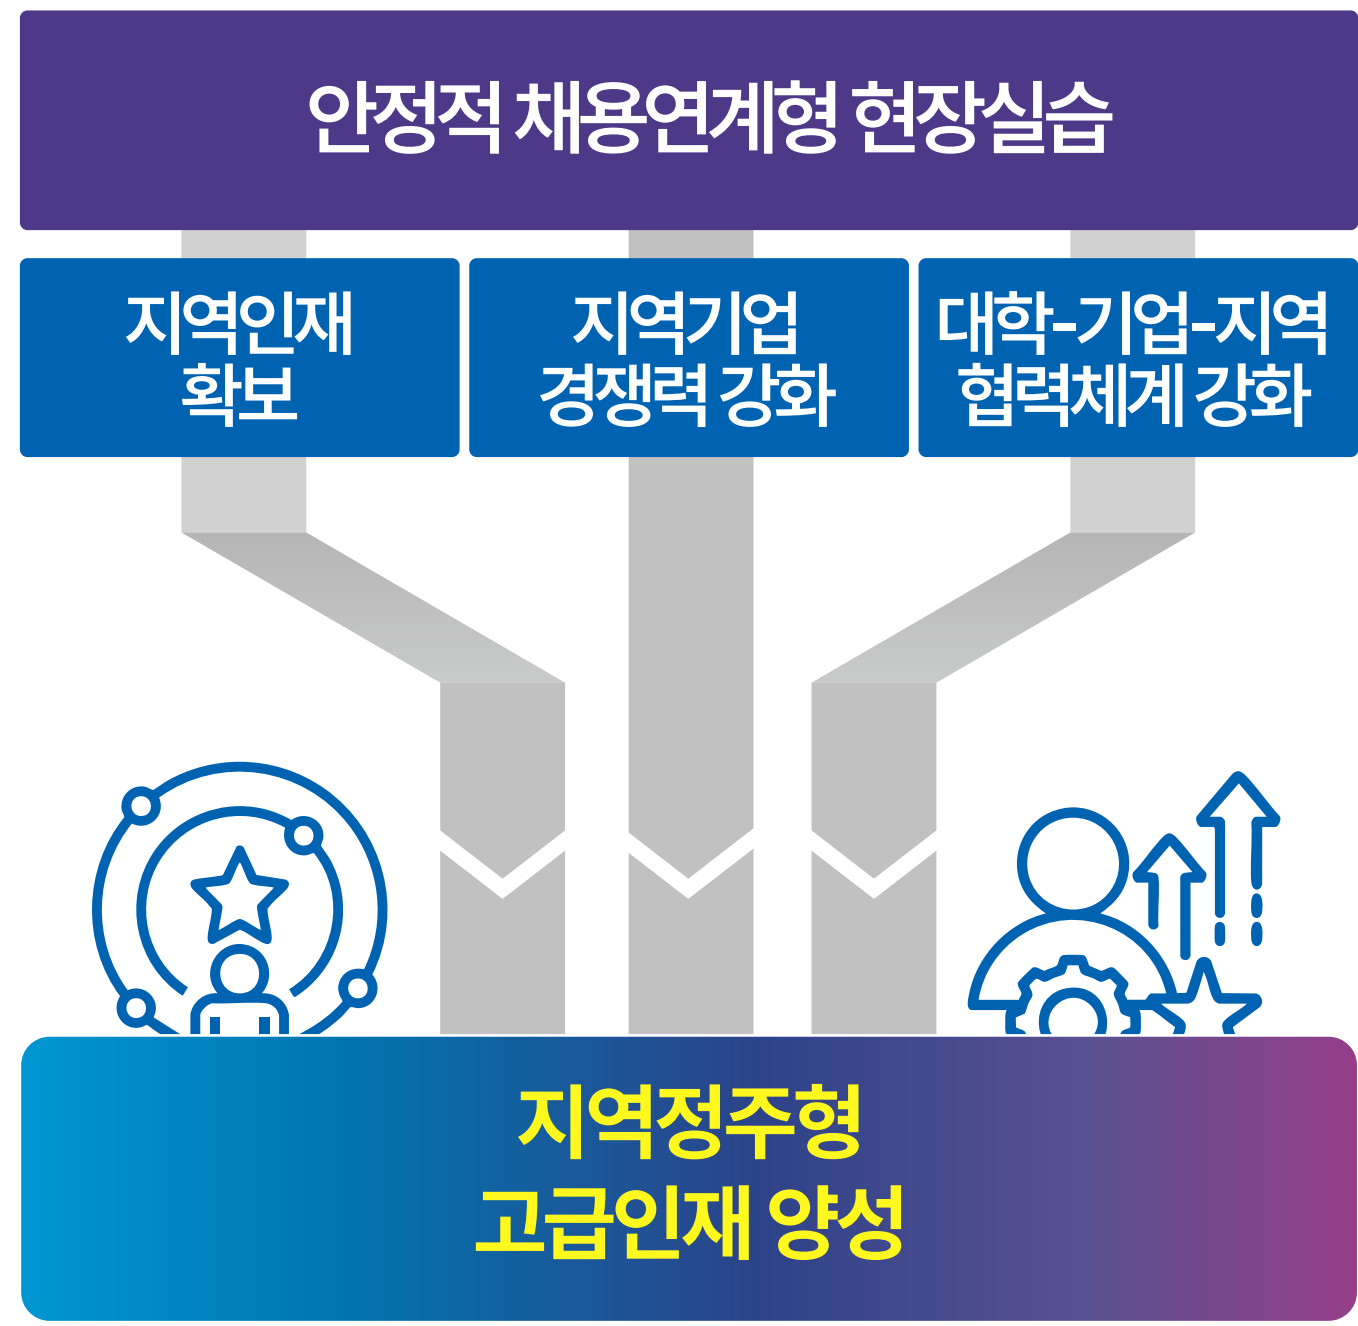 안정적 채용연계형 현장실습
지역인재
확보
지역기업
경쟁력 강화
대학-기업-지역
협력체계 강화
지역정주형
고급인재 양성